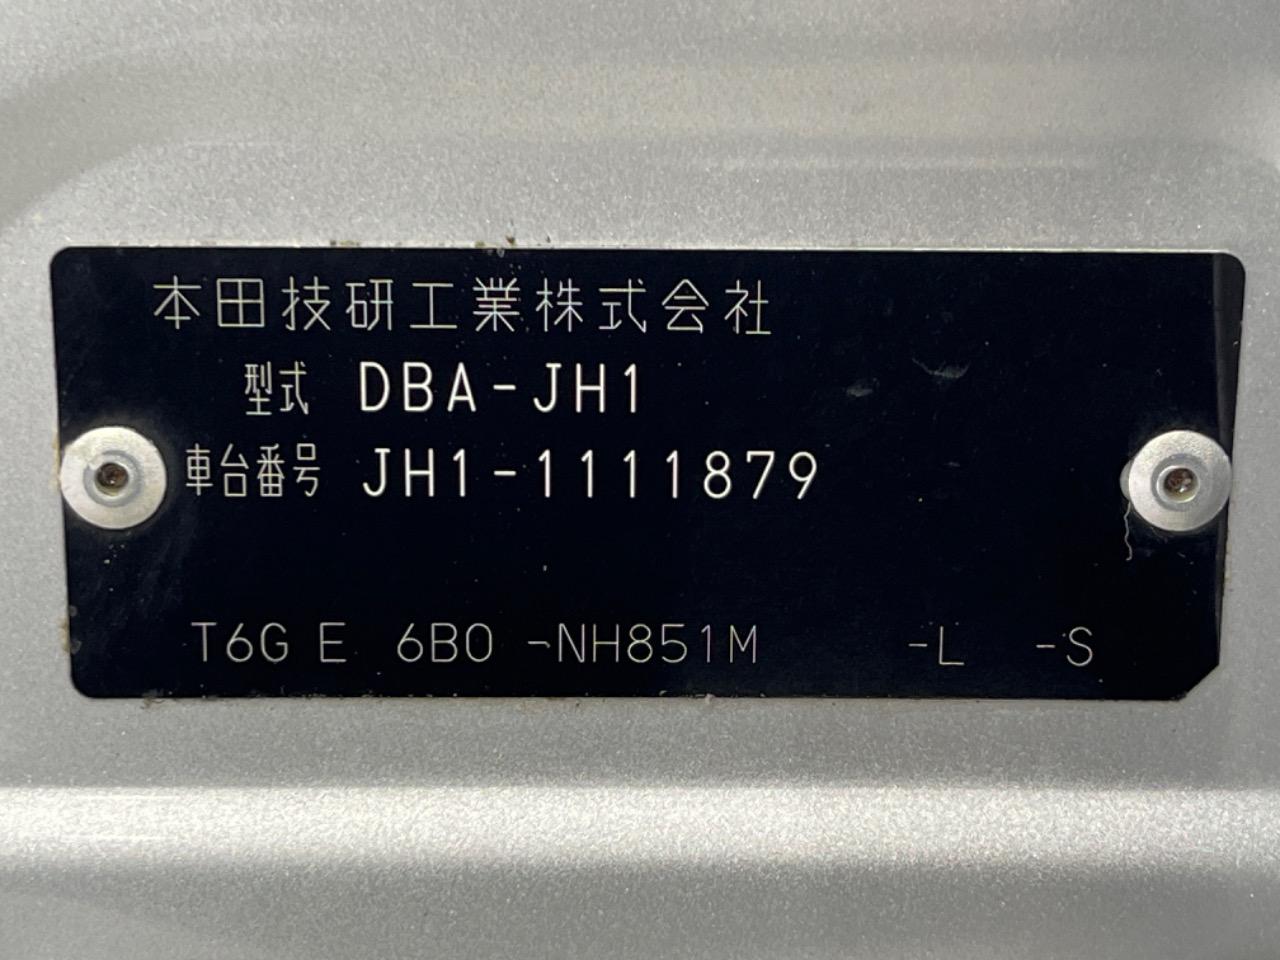 本田技研工業株式会社
型式 DBA-JH1
車台番号 JH1-1111879
T6G E 6B0 -NH851M -L -S